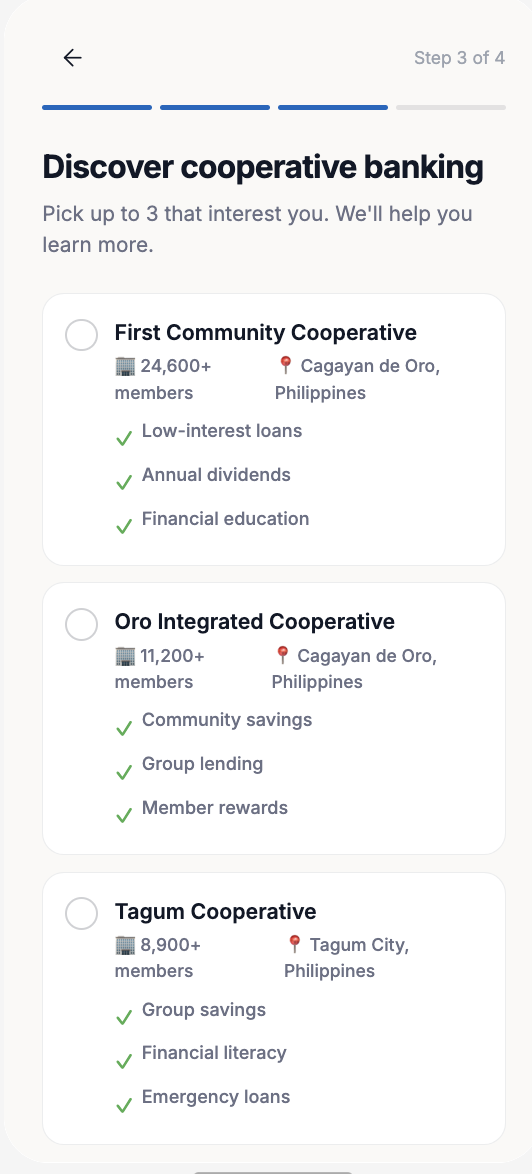 Step 3 of 4
Discover cooperative banking
Pick up to 3 that interest you. We'll help you
learn more.
First Community Cooperative
24,600+
members
Cagayan de Oro,
Philippines
Low-interest loans
Annual dividends
Financial education
Oro Integrated Cooperative
11,200+
members
Cagayan de Oro,
Philippines
Community savings
Group lending
Member rewards
Tagum Cooperative
8,900+
members
Tagum City,
Philippines
Group savings
Financial literacy
Emergency loans